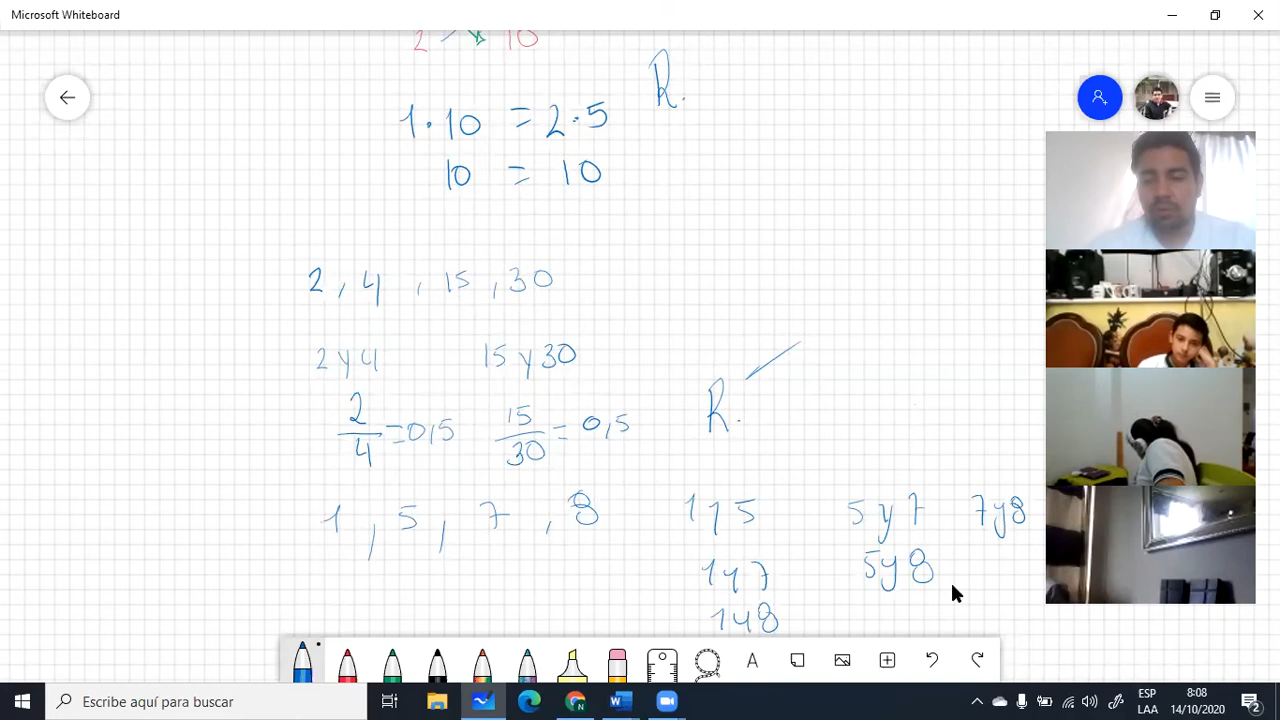 Microsoft Whiteboard
2 10
1·10 = 2·5 R.
10 = 10
2, 4, 15, 30
2 y 4 15 y 30
2/4 = 0,5 15/30 = 0,5 R.
1, 5, 7, 8 1 y 5 5 y 7 7 y 8
1 y 7 5 y 8
1 y 8
A
Escribe aquí para buscar
ESP
LAA
8:08
14/10/2020
2